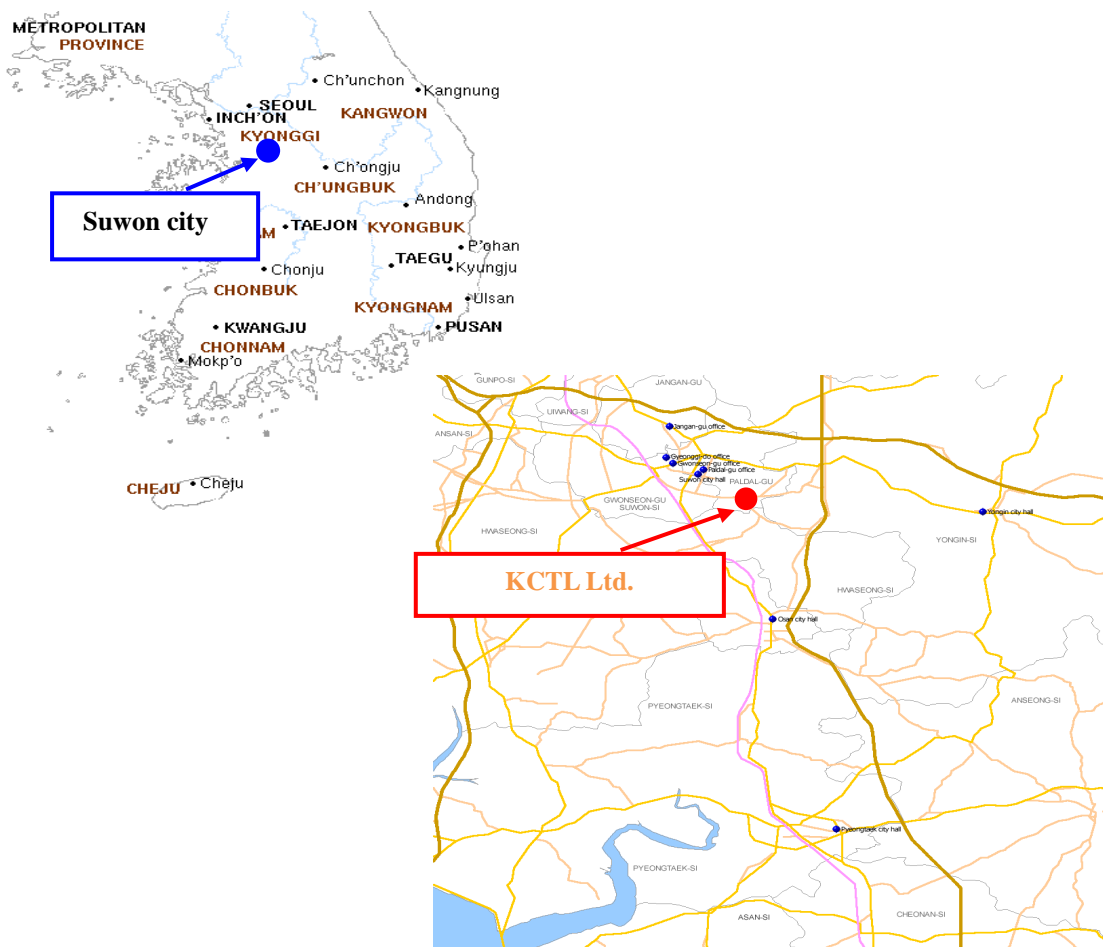 METROPOLITAN
PROVINCE
Ch'unchon
Kangnung
SEOUL
KANGWON
INCH'ON
KYONGGI
Ch'ongju
CH'UNGBUK
Suwon city
Andong
TAEJON
KYONGBUK
AM
P'ohan
TAEGU
Kyungju
Chonju
CHONBUK
Ulsan
KYONGNAM
KWANGJU
PUSAN
CHONNAM
Mokp'o
Cheju
CHEJU
GUNPO-SI
JANGAN-GU
UIWANG-SI
Jangan-gu office
ANSAN-SI
Gyeonggi-do office
Gwonseon-gu office
Paldal-gu office
Suwon city hall
PALDAL-GU
GWONSEON-GU
SUWON-SI
Yongin city hall
HWASEONG-SI
YONGIN-SI
KCTL Ltd.
HWASEONG-SI
Osan city hall
ANSEONG-SI
PYEONGTAEK-SI
Pyeongtaek city hall
PYEONGTAEK-SI
ASAN-SI
CHEONAN-SI